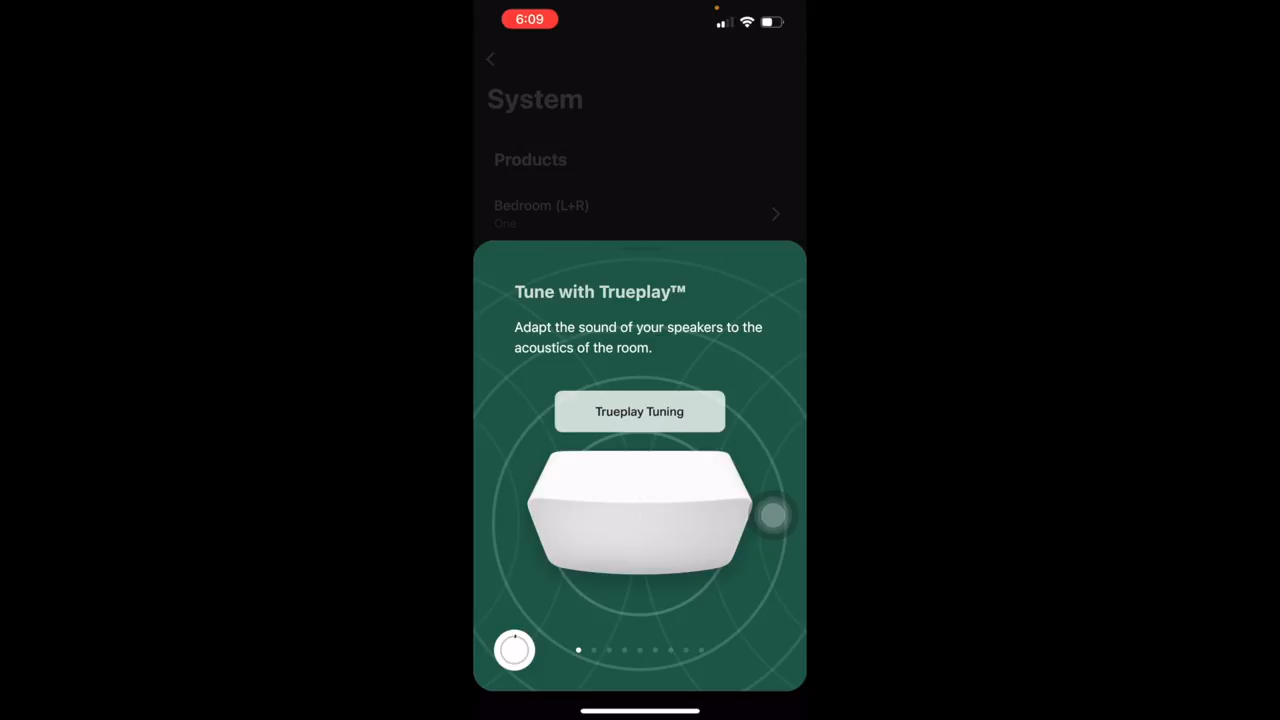 6:09
System
Products
Bedroom (L+R)
One
Tune with Trueplay™
Adapt the sound of your speakers to the
acoustics of the room.
Trueplay Tuning